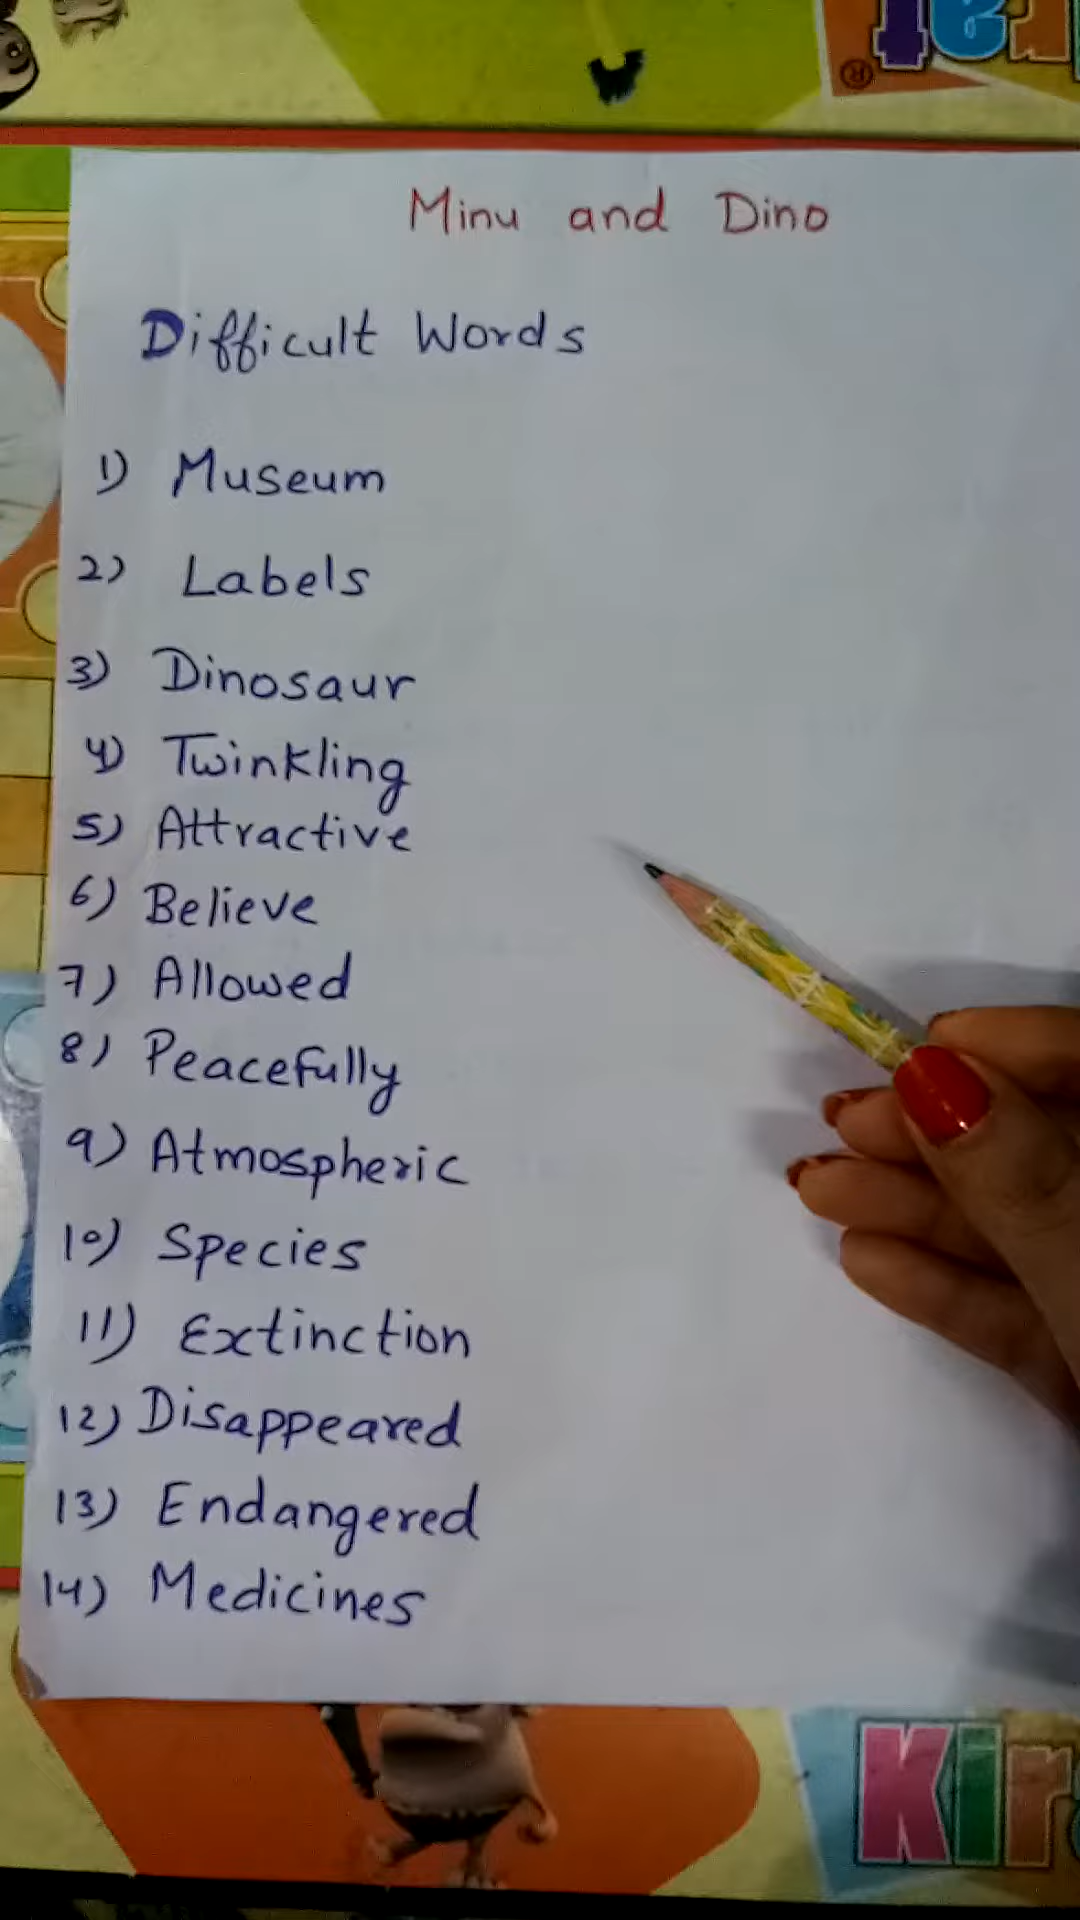 ®
Minu and Dino
Difficult Words
1) Museum
2) Labels
3) Dinosaur
4) Twinkling
5) Attractive
6) Believe
7) Allowed
8) Peacefully
9) Atmospheric
10) Species
11) Extinction
12) Disappeared
13) Endangered
14) Medicines